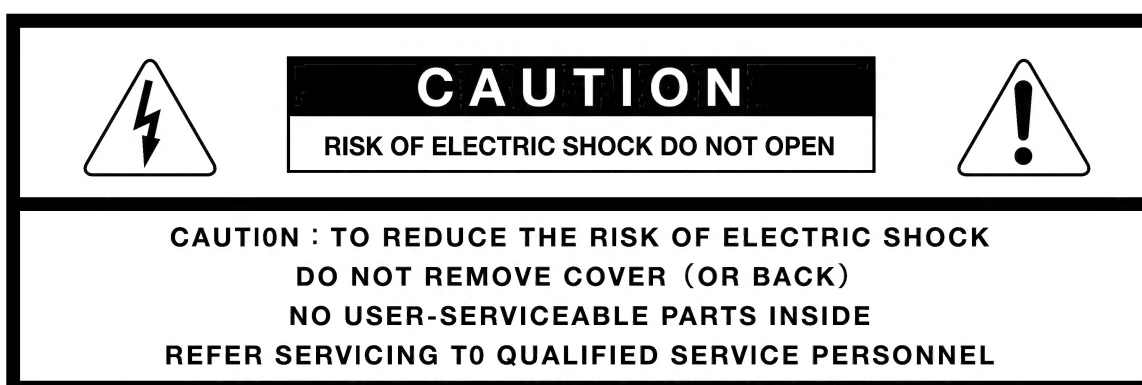 CAUTION
RISK OF ELECTRIC SHOCK DO NOT OPEN
CAUTI0N : TO REDUCE THE RISK OF ELECTRIC SHOCK
DO NOT REMOVE COVER (OR BACK)
NO USER-SERVICEABLE PARTS INSIDE
REFER SERVICING T0 QUALIFIED SERVICE PERSONNEL